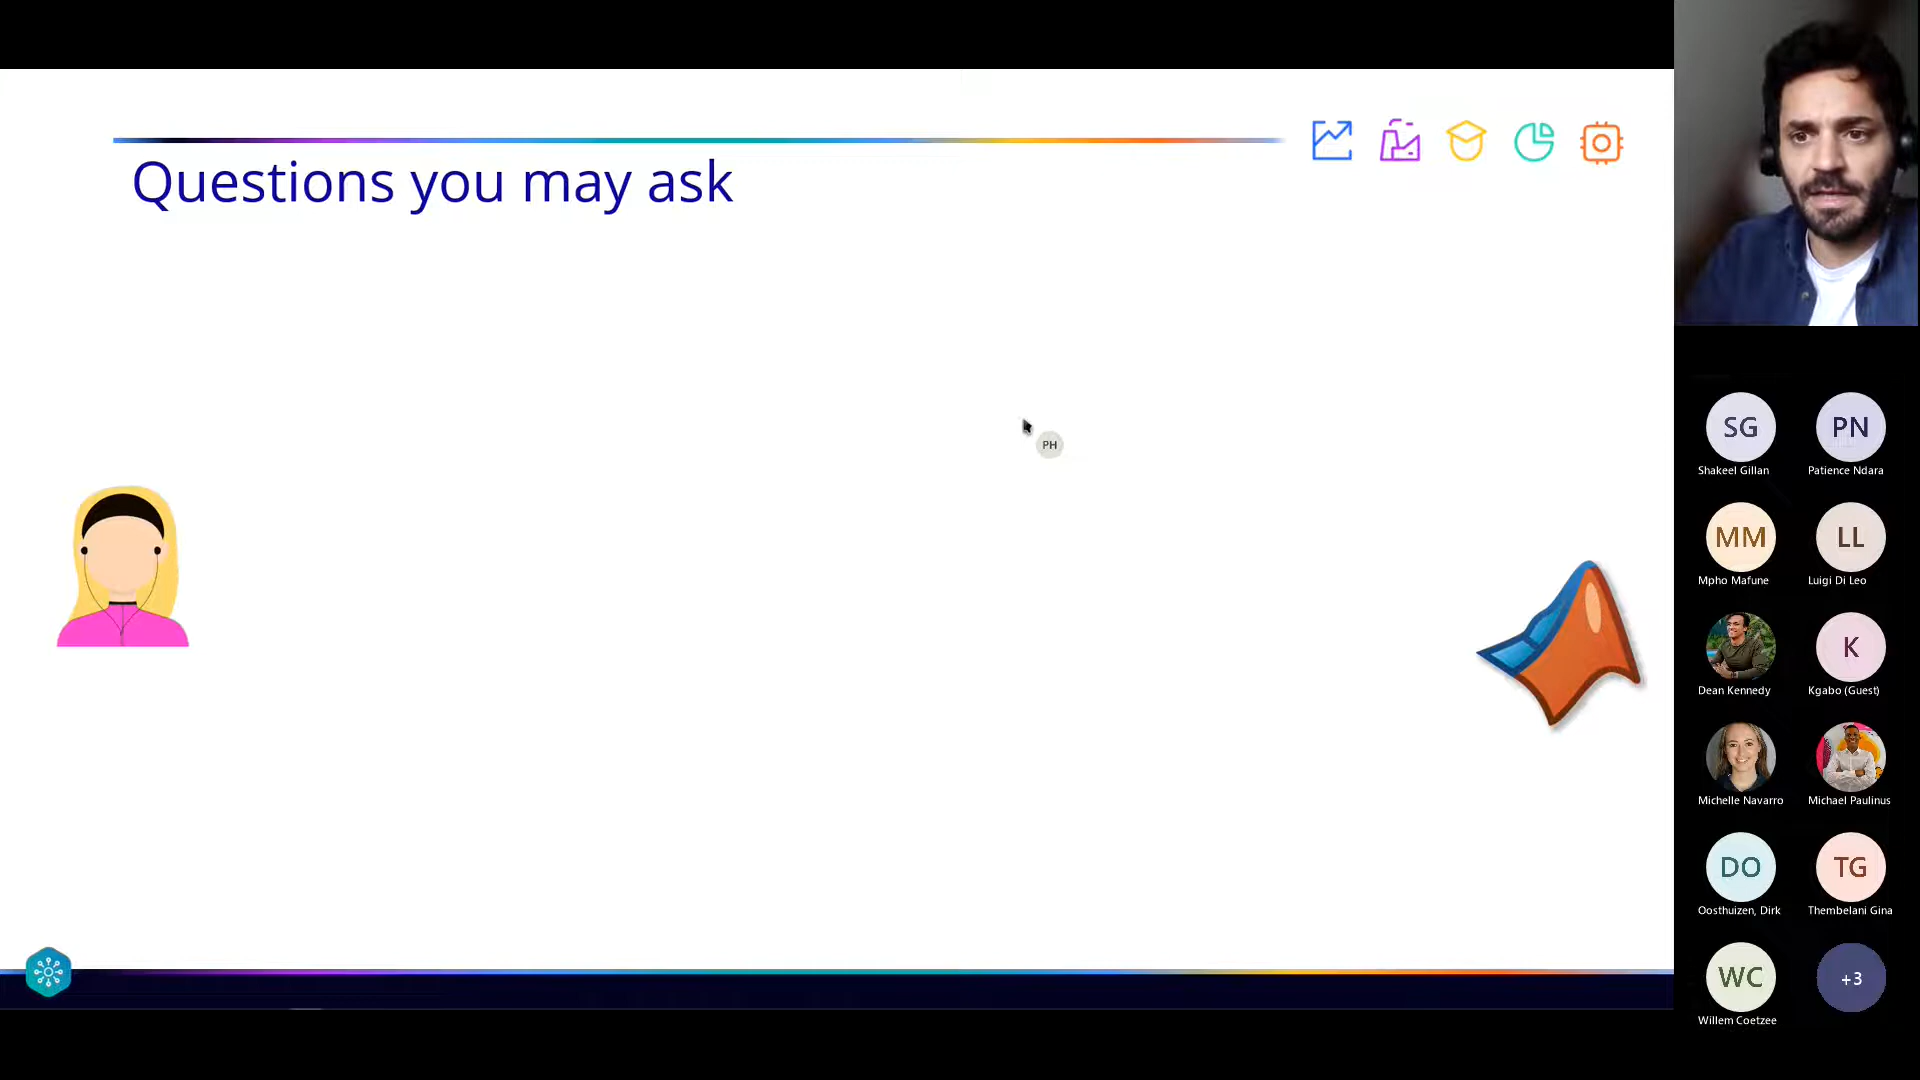 Questions you may ask
PH
SG
PN
Shakeel Gillan
Patience Ndara
MM
LL
Mpho Mafune
Luigi Di Leo
K
Dean Kennedy
Kgabo (Guest)
Michelle Navarro
Michael Paulinus
DO
TG
Oosthuizen, Dirk
Thembelani Gina
WC
+3
Willem Coetzee